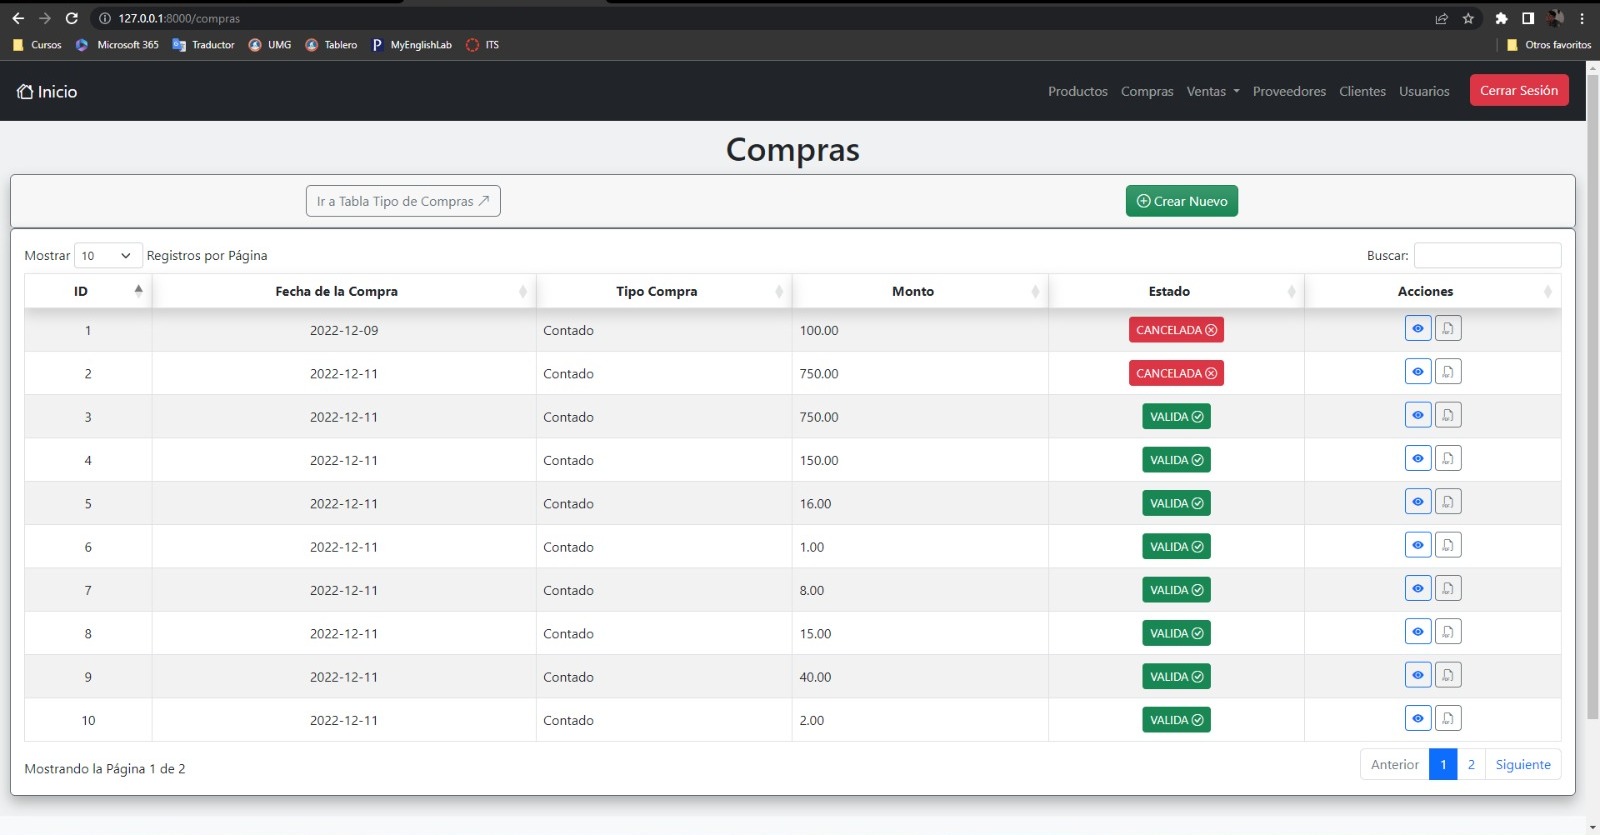 127.0.0.1:8000/compras
Cursos Microsoft 365 Traductor UMG Tablero MyEnglishLab ITS Otros favoritos
Inicio Productos Compras Ventas Proveedores Clientes Usuarios Cerrar Sesión
Compras
Ir a Tabla Tipo de Compras Crear Nuevo
Mostrar 10 Registros por Página Buscar:
ID Fecha de la Compra Tipo Compra Monto Estado Acciones
1 2022-12-09 Contado 100.00 CANCELADA
2 2022-12-11 Contado 750.00 CANCELADA
3 2022-12-11 Contado 750.00 VALIDA
4 2022-12-11 Contado 150.00 VALIDA
5 2022-12-11 Contado 16.00 VALIDA
6 2022-12-11 Contado 1.00 VALIDA
7 2022-12-11 Contado 8.00 VALIDA
8 2022-12-11 Contado 15.00 VALIDA
9 2022-12-11 Contado 40.00 VALIDA
10 2022-12-11 Contado 2.00 VALIDA
Mostrando la Página 1 de 2 Anterior 1 2 Siguiente